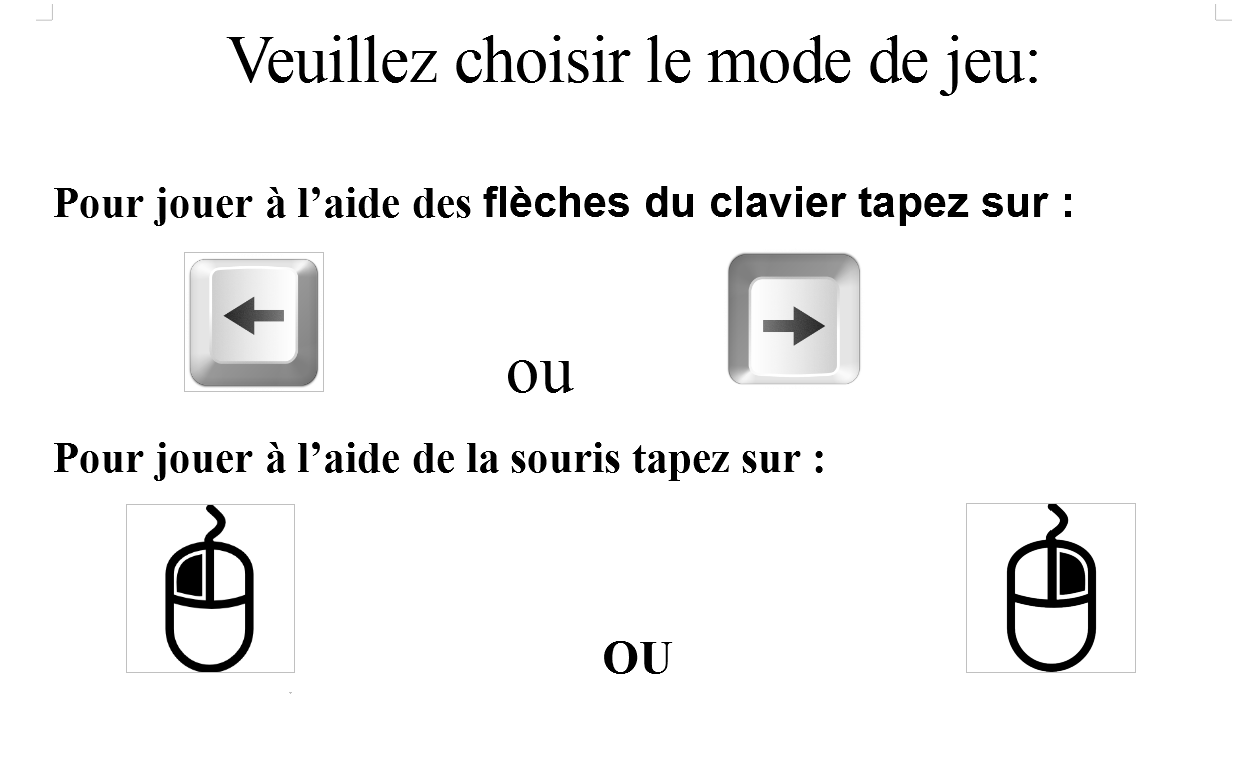 Veuillez choisir le mode de jeu:
Pour jouer à l’aide des flèches du clavier tapez sur :
ou
Pour jouer à l’aide de la souris tapez sur :
OU